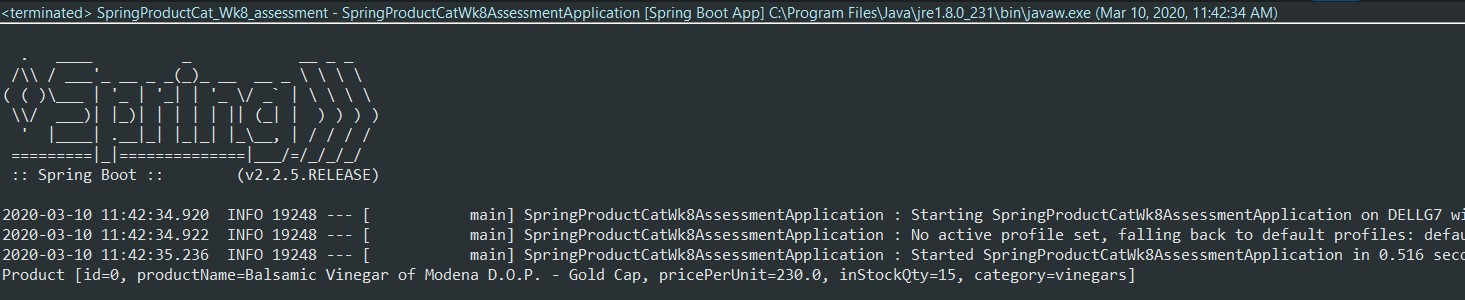 <terminated> SpringProductCat_Wk8_assessment - SpringProductCatWk8AssessmentApplication [Spring Boot App] C:\Program Files\Java\jre1.8.0_231\bin\javaw.exe (Mar 10, 2020, 11:42:34 AM)
  .   ____          _            __ _ _
 /\\ / ___'_ __ _ _(_)_ __  __ _ \ \ \ \
( ( )\___ | '_ | '_| | '_ \/ _` | \ \ \ \
 \\/  ___)| |_)| | | | | || (_| |  ) ) ) )
  '  |____| .__|_| |_|_| |_\__, | / / / /
 =========|_|==============|___/=/_/_/_/
 :: Spring Boot ::        (v2.2.5.RELEASE)
2020-03-10 11:42:34.920  INFO 19248 --- [           main] SpringProductCatWk8AssessmentApplication : Starting SpringProductCatWk8AssessmentApplication on DELLG7 wi
2020-03-10 11:42:34.922  INFO 19248 --- [           main] SpringProductCatWk8AssessmentApplication : No active profile set, falling back to default profiles: defau
2020-03-10 11:42:35.236  INFO 19248 --- [           main] SpringProductCatWk8AssessmentApplication : Started SpringProductCatWk8AssessmentApplication in 0.516 seco
Product [id=0, productName=Balsamic Vinegar of Modena D.O.P. - Gold Cap, pricePerUnit=230.0, inStockQty=15, category=vinegars]